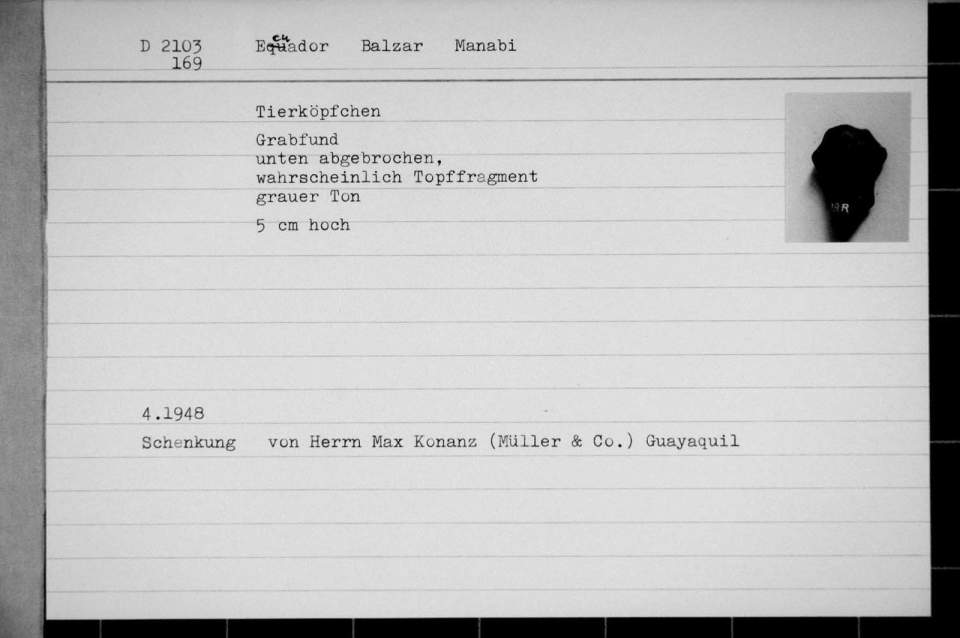 D 2103 Ecuador Balzar Manabi
169
Tierköpfchen
Grabfund
unten abgebrochen,
wahrscheinlich Topffragment
grauer Ton
5 cm hoch
4.1948
Schenkung von Herrn Max Konanz (Müller & Co.) Guayaquil